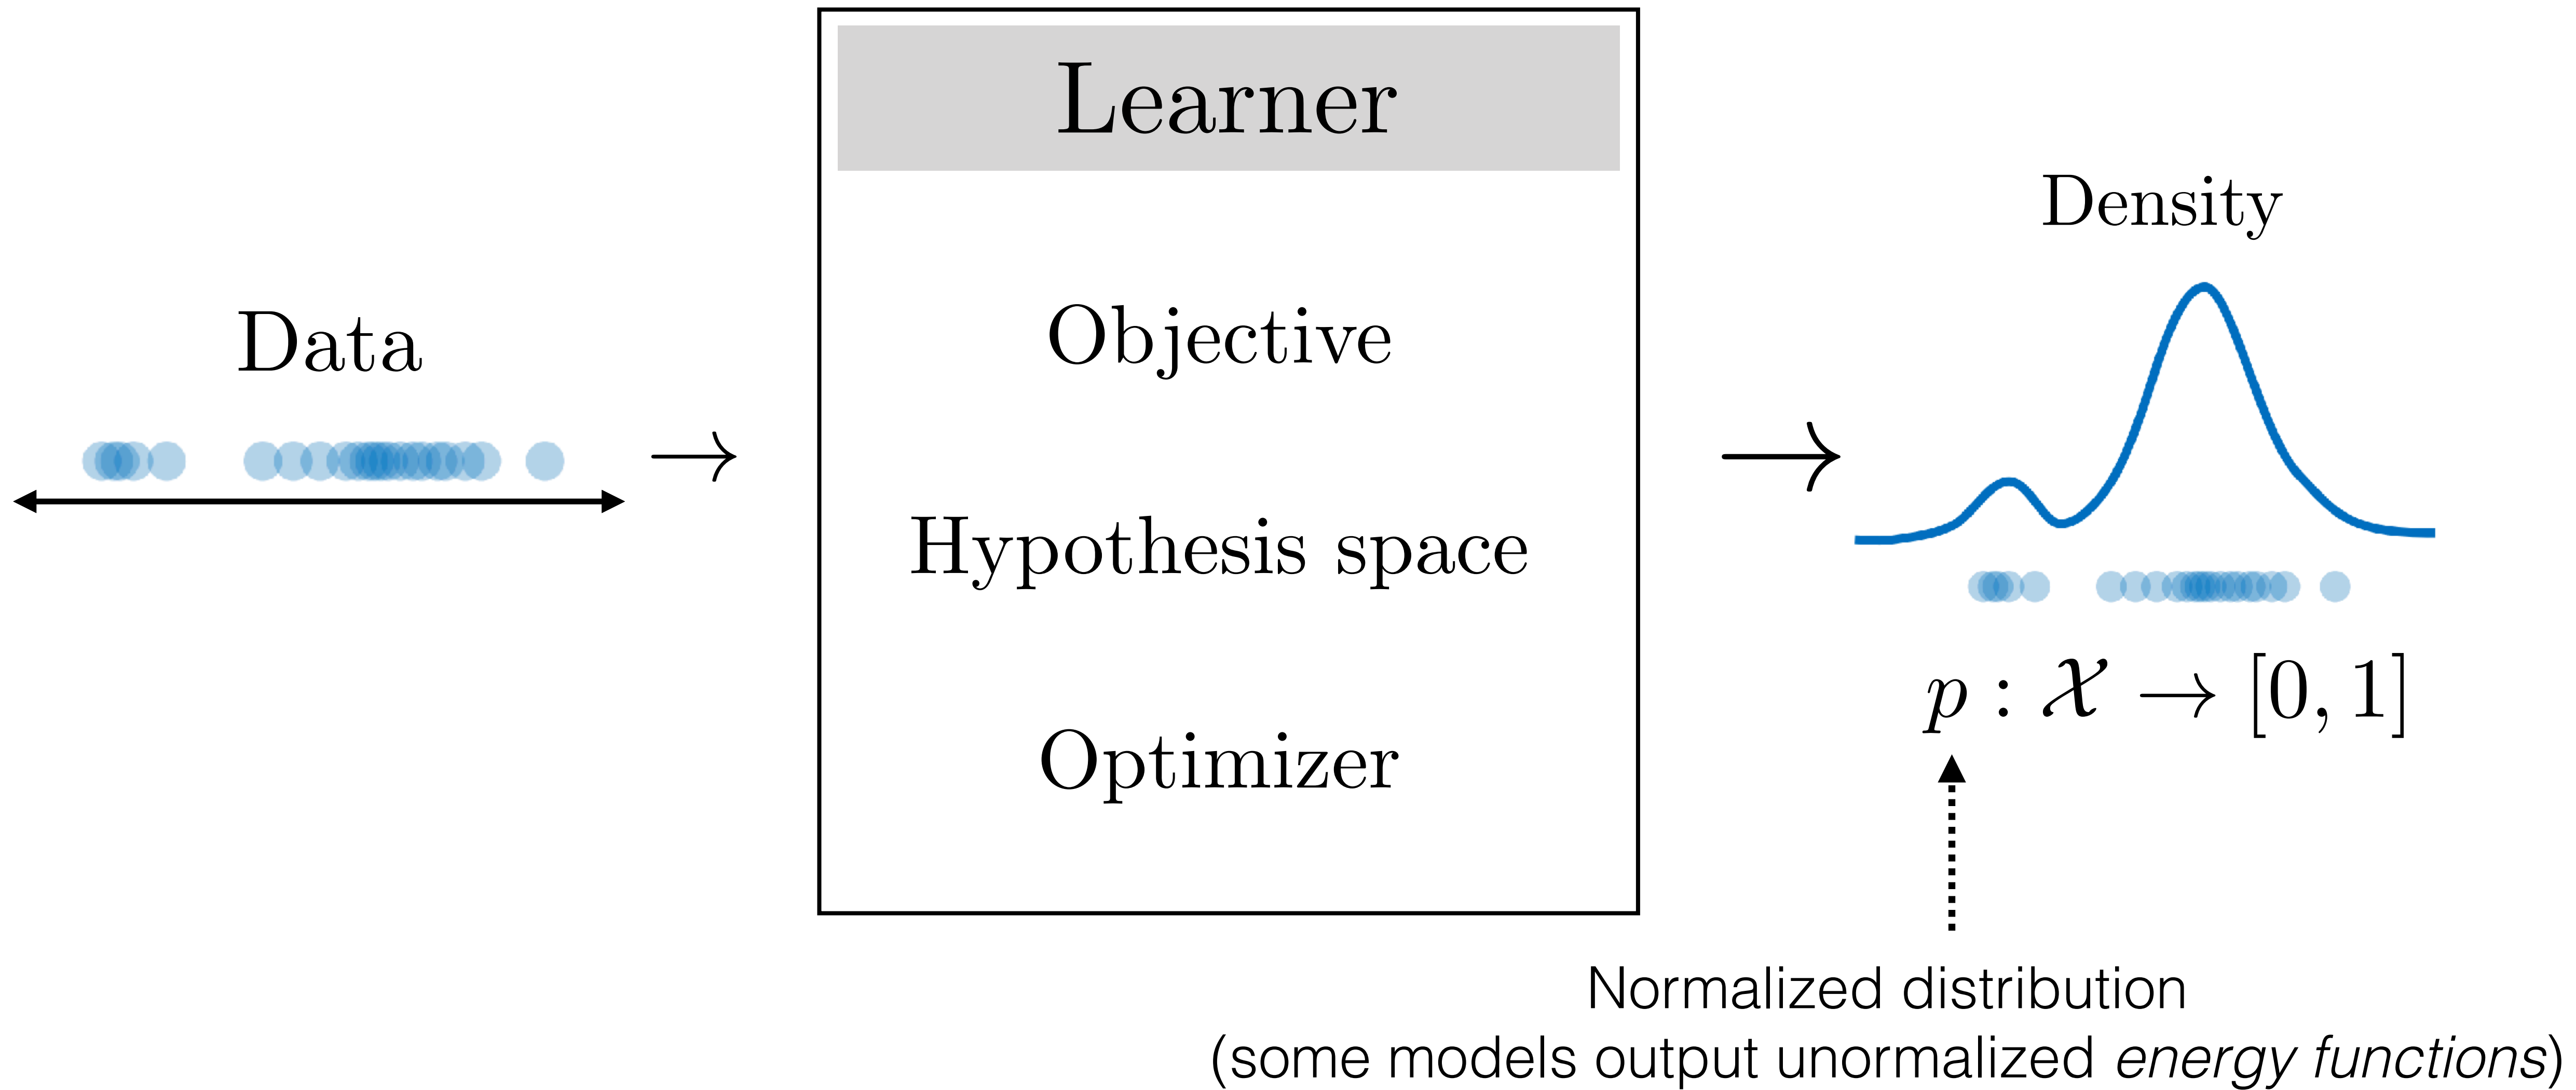 Learner
Density
Data
Objective
Hypothesis space
Optimizer
→
→
p : 𝒳 → [0, 1]
Normalized distribution
(some models output unormalized energy functions)